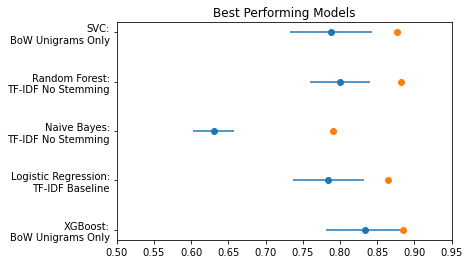 Best Performing Models
SVC:
BoW Unigrams Only
Random Forest:
TF-IDF No Stemming
Naive Bayes:
TF-IDF No Stemming
Logistic Regression:
TF-IDF Baseline
XGBoost:
BoW Unigrams Only
0.50 0.55 0.60 0.65 0.70 0.75 0.80 0.85 0.90 0.95